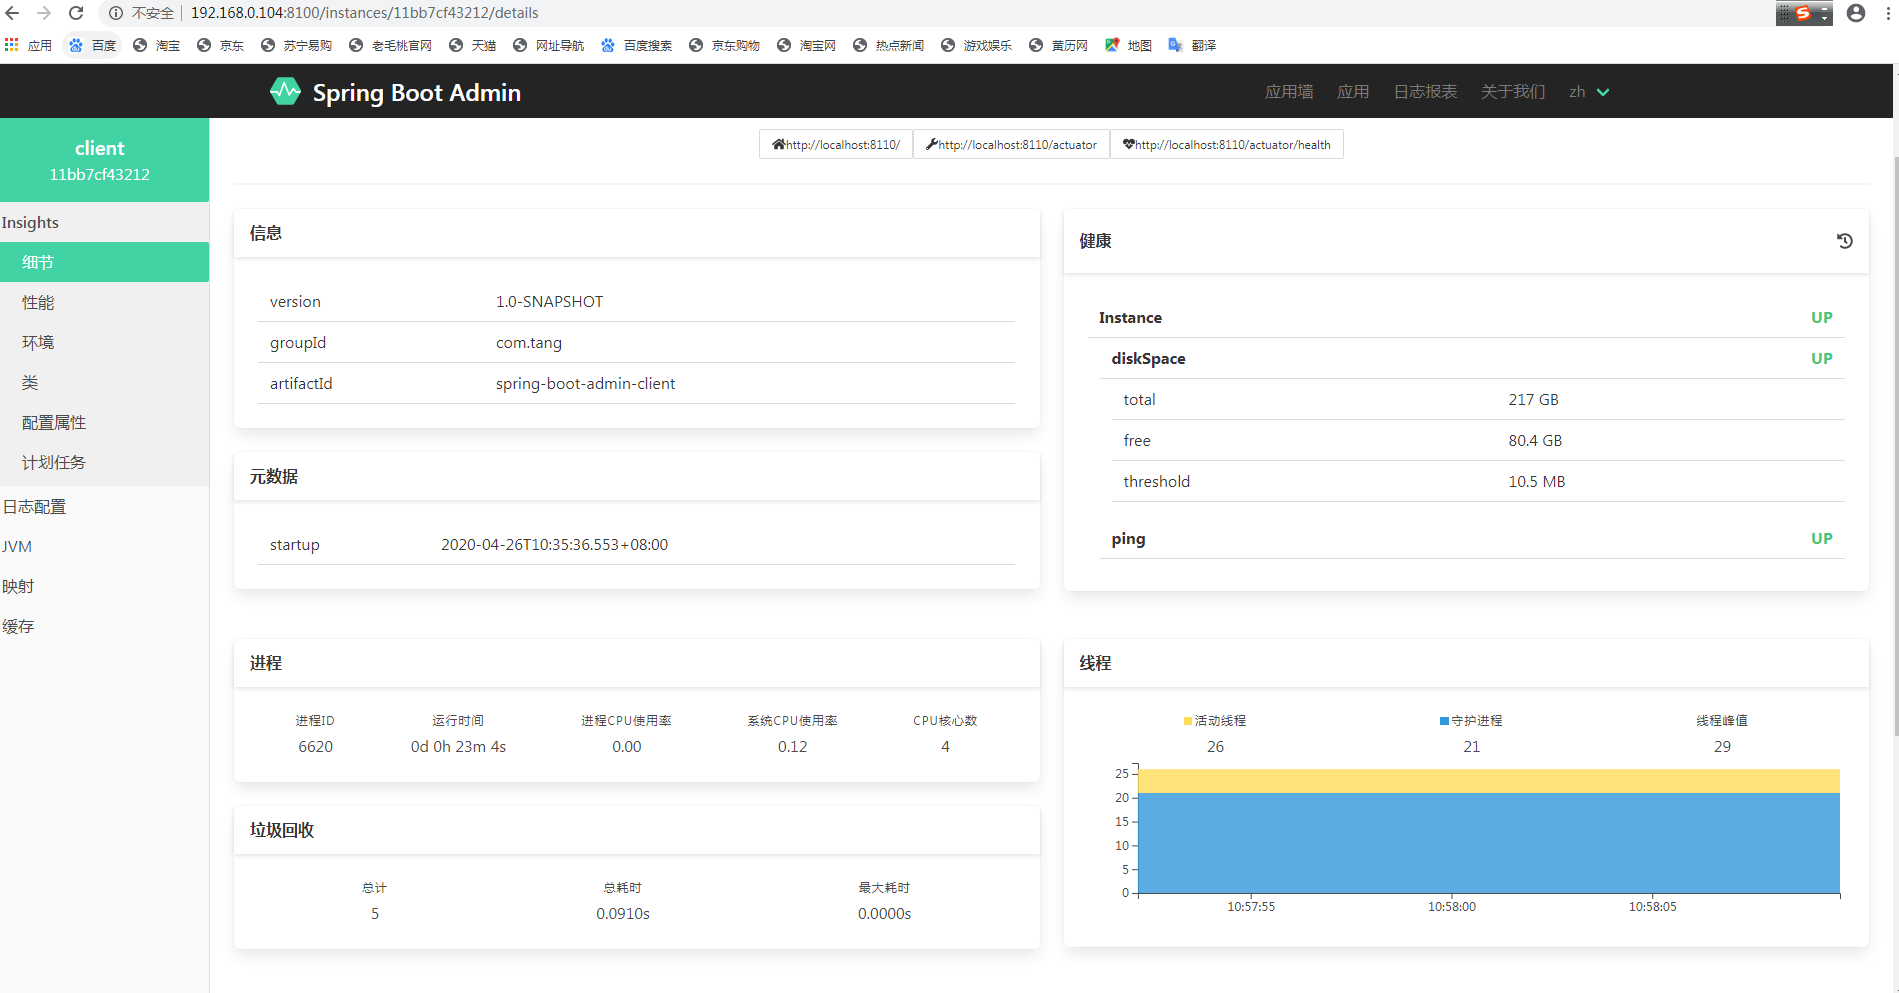 不安全 192.168.0.104:8100/instances/11bb7cf43212/details
应用 百度 淘宝 京东 苏宁易购 老毛桃官网 天猫 网址导航 百度搜索 京东购物 淘宝网 热点新闻 游戏娱乐 黄历网 地图 翻译
Spring Boot Admin 应用墙 应用 日志报表 关于我们 zh
client
11bb7cf43212
Insights
细节
性能
环境
类
配置属性
计划任务
日志配置
JVM
映射
缓存
http://localhost:8110/ http://localhost:8110/actuator http://localhost:8110/actuator/health
信息
version 1.0-SNAPSHOT
groupId com.tang
artifactId spring-boot-admin-client
元数据
startup 2020-04-26T10:35:36.553+08:00
健康
Instance UP
diskSpace UP
total 217 GB
free 80.4 GB
threshold 10.5 MB
ping UP
进程
进程ID 运行时间 进程CPU使用率 系统CPU使用率 CPU核心数
6620 0d 0h 23m 4s 0.00 0.12 4
垃圾回收
总计 总耗时 最大耗时
5 0.0910s 0.0000s
线程
活动线程 守护进程 线程峰值
26 21 29
25
20
15
10
5
0
10:57:55 10:58:00 10:58:05